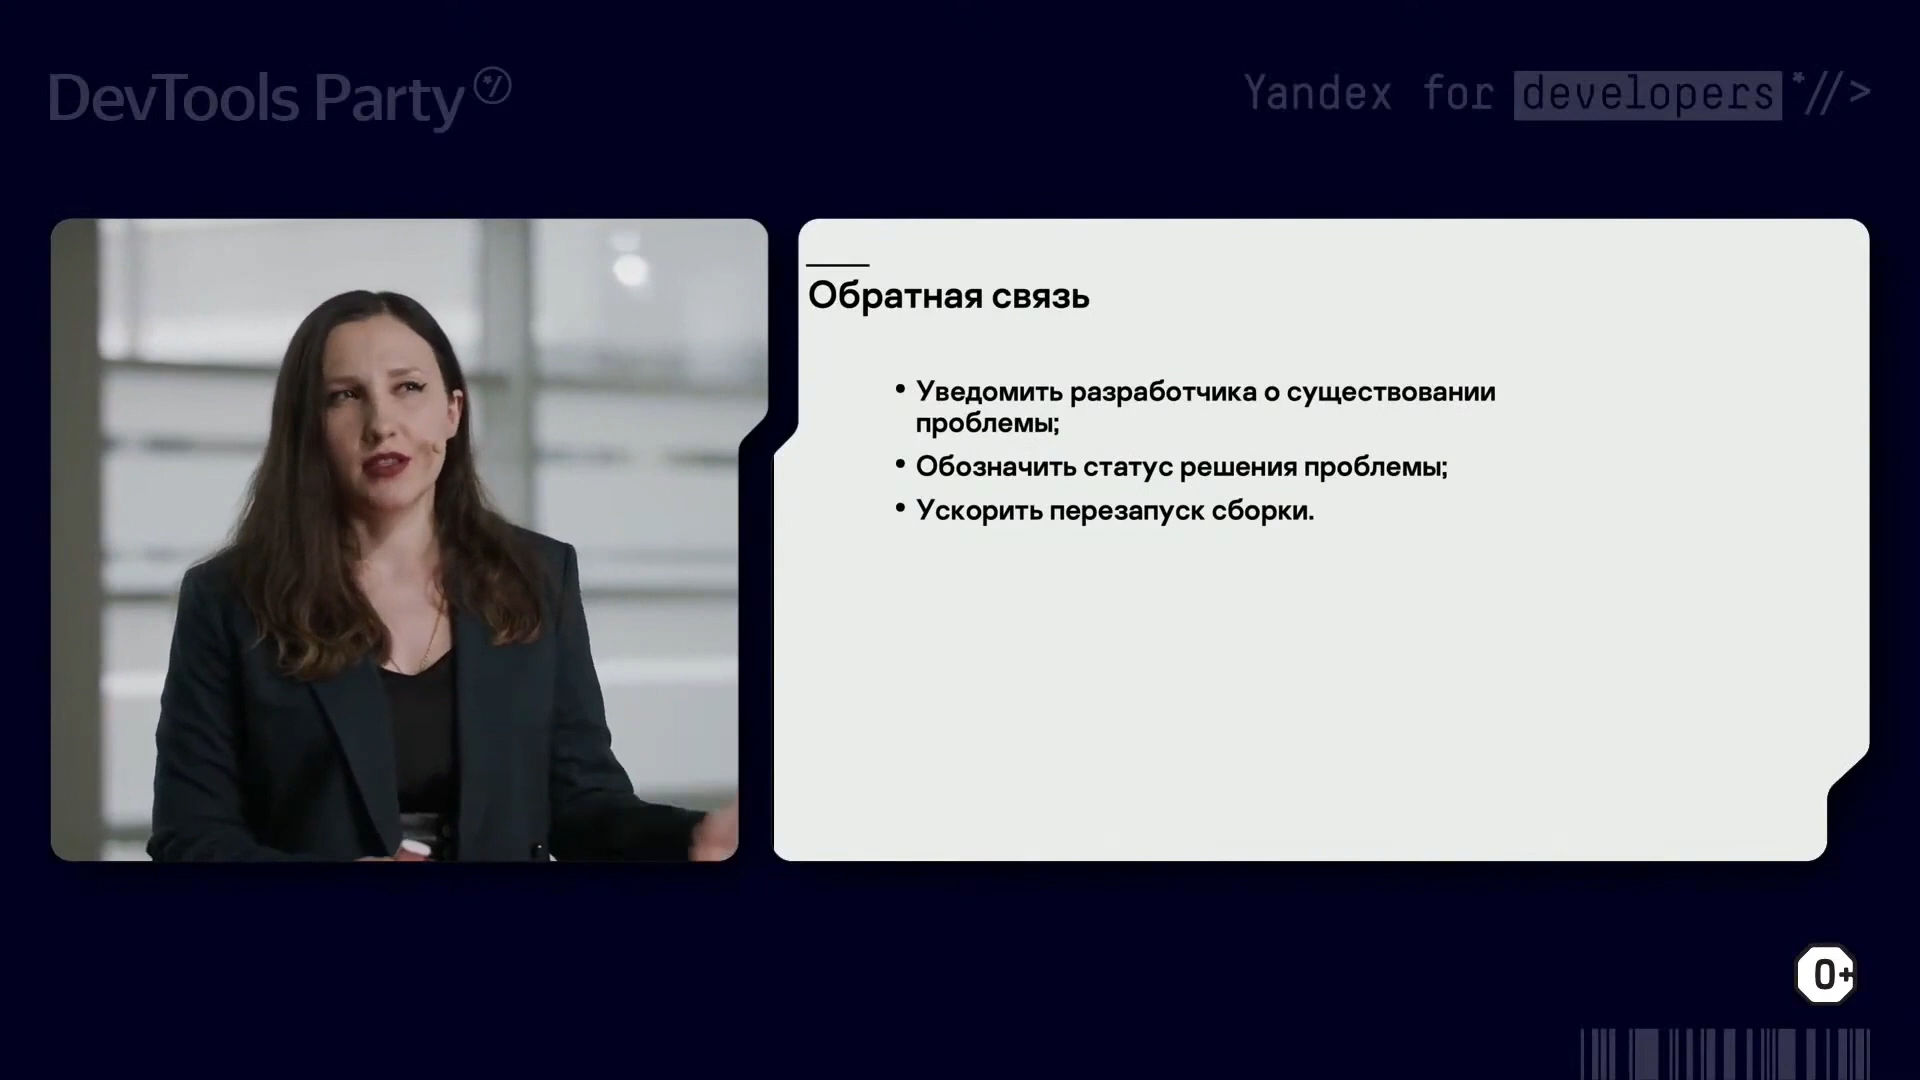 DevTools Party
Yandex for developers *//>
Обратная связь
• Уведомить разработчика о существовании
проблемы;
• Обозначить статус решения проблемы;
• Ускорить перезапуск сборки.
0+